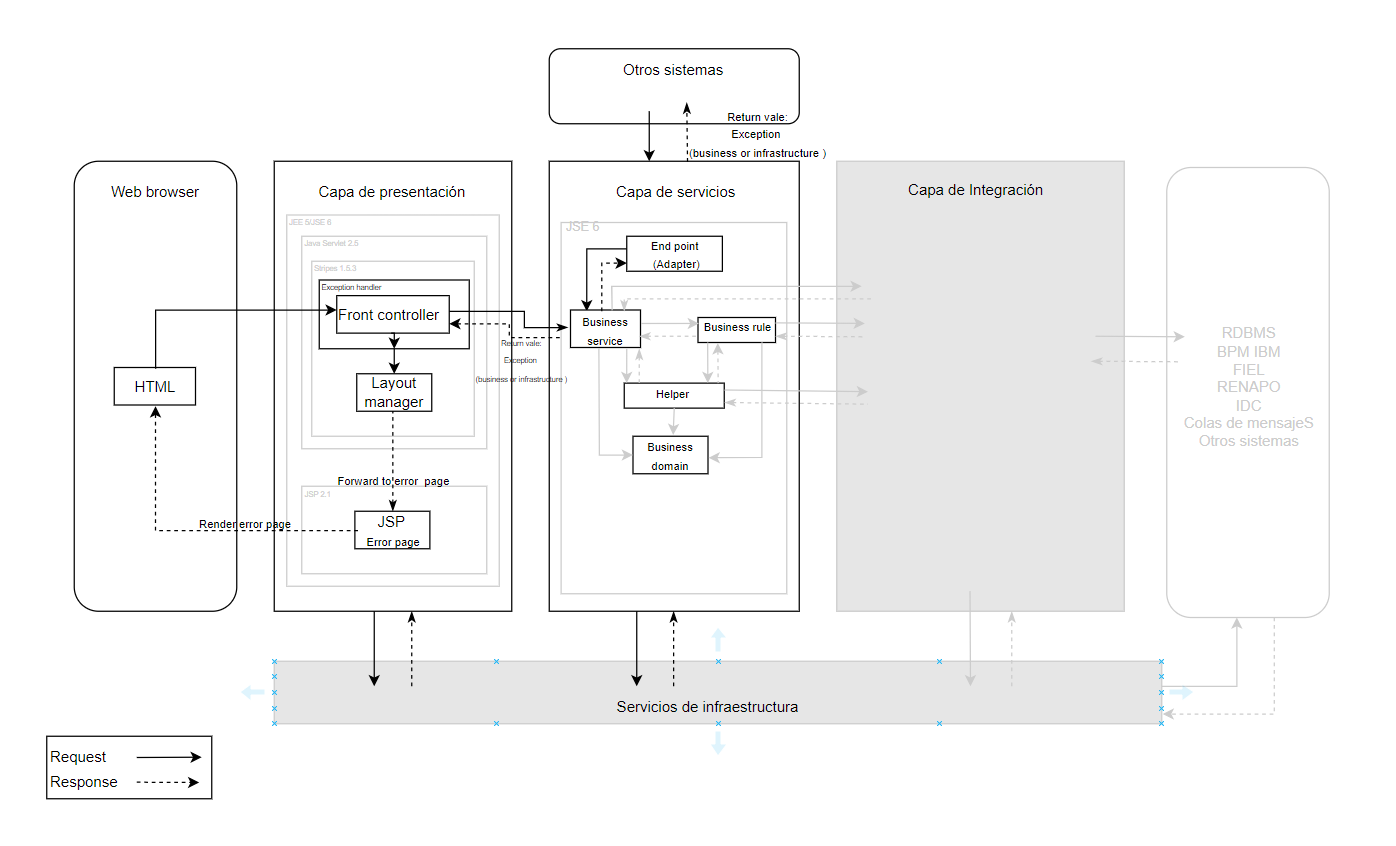 Otros sistemas
Return vale:
Exception
(business or infrastructure )
Web browser
HTML
Render error page
Capa de presentación
JEE 5/JSE 6
Java Servlet 2.5
Stripes 1.5.3
Exception handler
Front controller
Layout
manager
Forward to error page
JSP 2.1
JSP
Error page
Return vale:
Exception
(business or infrastructure )
Capa de servicios
JSE 6
End point
(Adapter)
Business
service
Business rule
Helper
Business
domain
Capa de Integración
RDBMS
BPM IBM
FIEL
RENAPO
IDC
Colas de mensajeS
Otros sistemas
Servicios de infraestructura
Request
Response